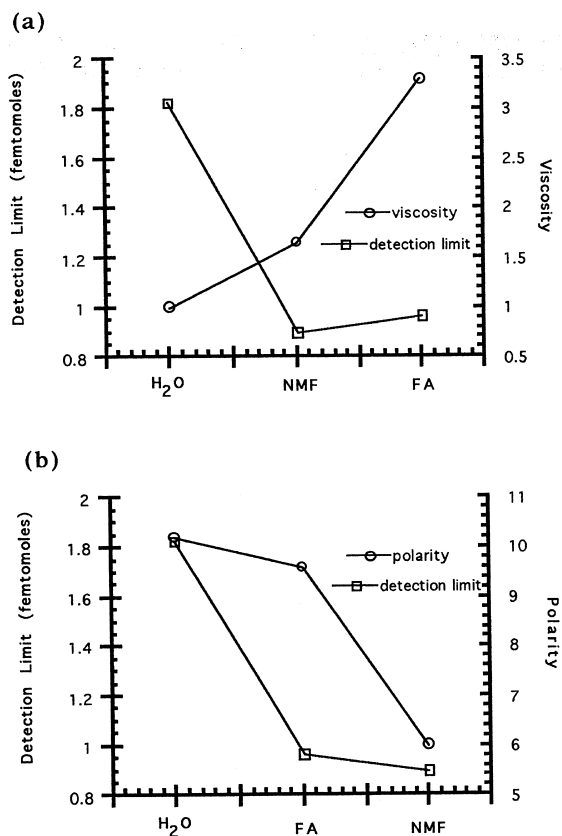 (a)
2
1.8
1.6
1.4
1.2
1
0.8
Detection Limit (femtomoles)
3.5
3
2.5
2
1.5
1
0.5
Viscosity
viscosity
detection limit
H2O NMF FA
(b)
2
1.8
1.6
1.4
1.2
1
0.8
Detection Limit (femtomoles)
11
10
9
8
7
6
5
Polarity
polarity
detection limit
H2O FA NMF